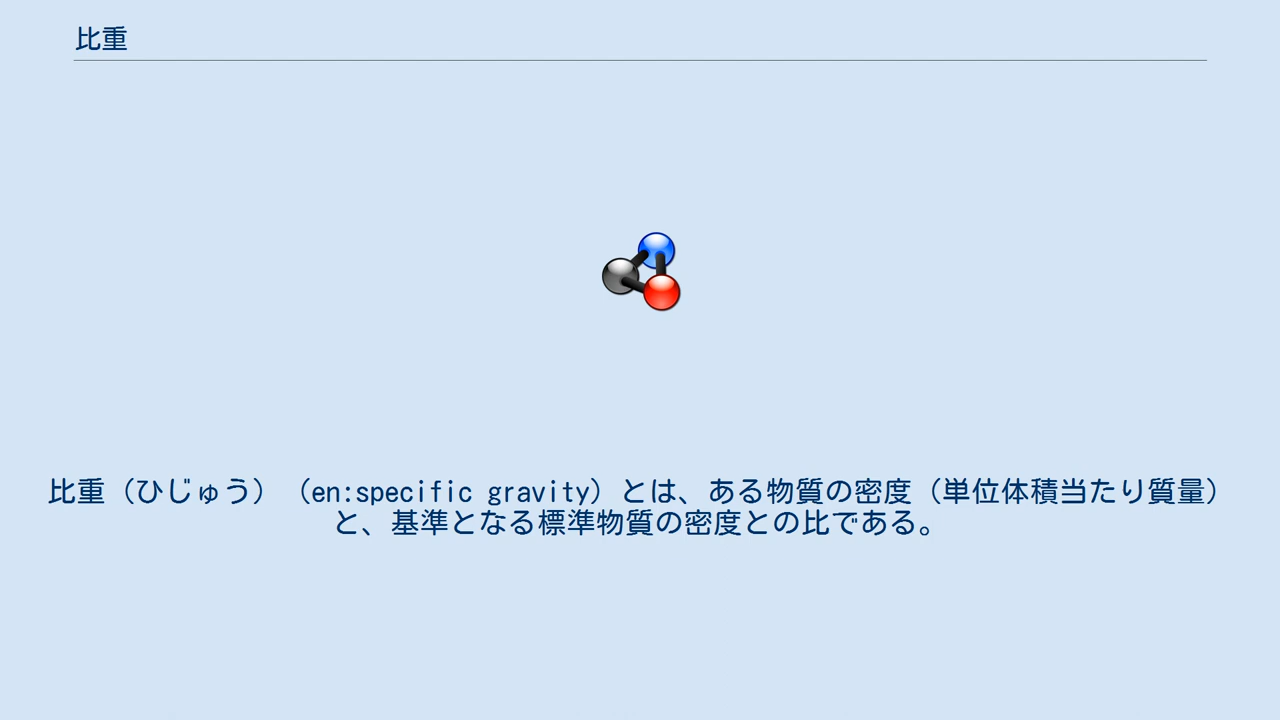 比重
比重（ひじゅう）（en:specific gravity）とは、ある物質の密度（単位体積当たり質量）
と、基準となる標準物質の密度との比である。